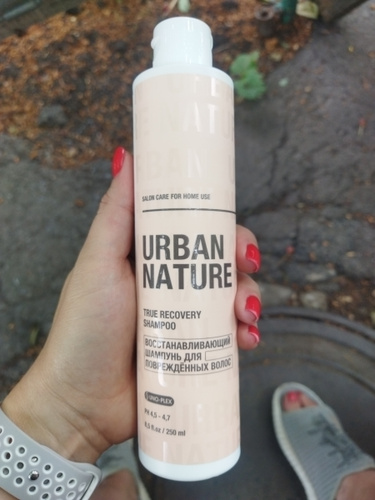 SALON CARE FOR HOME USE
URBAN
NATURE
TRUE RECOVERY
SHAMPOO
ВОССТАНАВЛИВАЮЩИЙ
ШАМПУНЬ ДЛЯ
ПОВРЕЖДЁННЫХ ВОЛОС
PH 4,5 - 4,7
8,5 fl oz / 250 ml